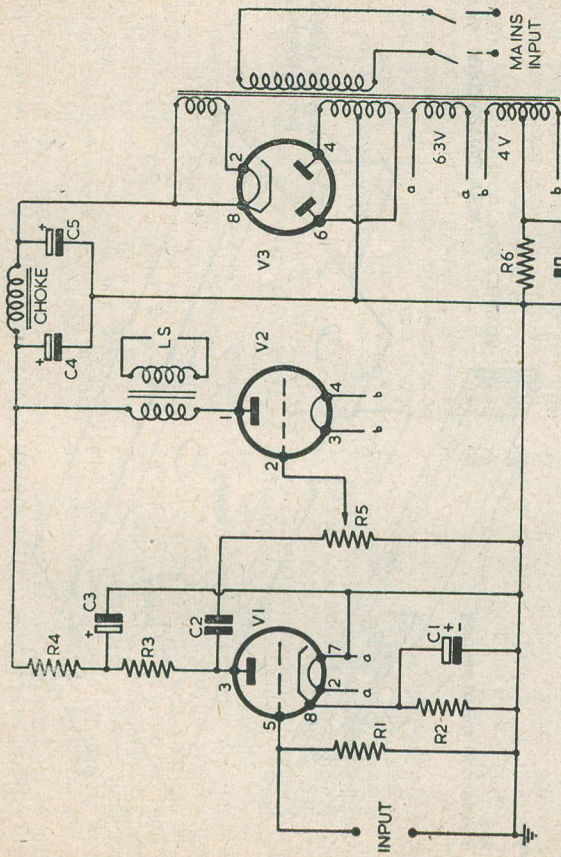 INPUT
R4
C3
+
R3
C2
V1
3
5
8
2
7
a
a
R1
R2
C1
+
-
R5
CHOKE
C4
+
C5
+
LS
V2
1
2
3
4
b
b
V3
8
2
6
4
MAINS
INPUT
a
6·3V
a
b
4V
b
R6